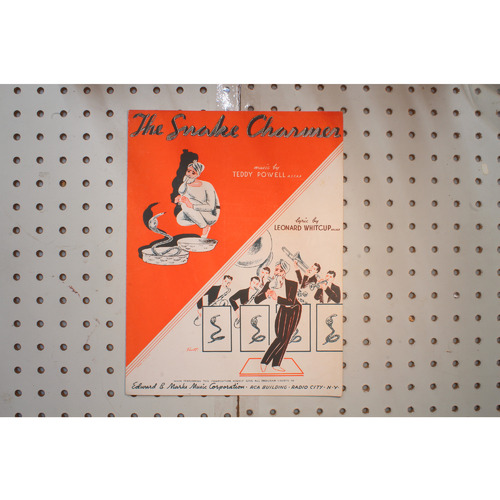 The Snake Charmer
music by
TEDDY POWELL
lyric by
LEONARD WHITCUP
Edward B. Marks Music Corporation · RCA BUILDING · RADIO CITY · N·Y·